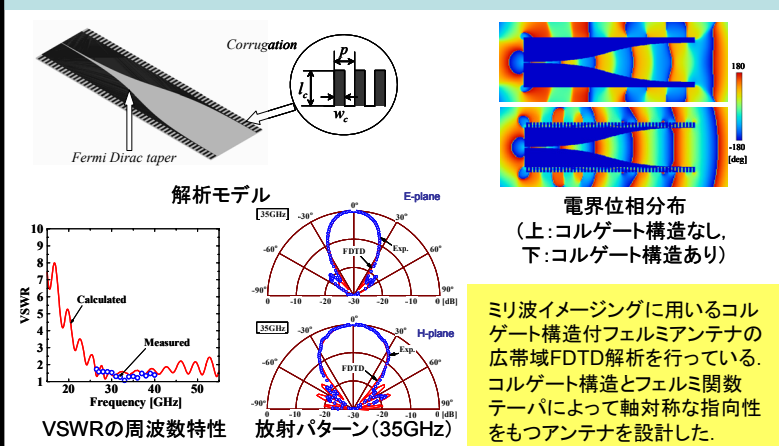 Corrugation
p
lc
wc
Fermi Dirac taper
解析モデル
180
-180
[deg]
電界位相分布
(上:コルゲート構造なし,
下:コルゲート構造あり)
10
9
8
7
6
5
4
3
2
1
VSWR
Calculated
Measured
20 30 40 50
Frequency [GHz]
VSWRの周波数特性
E-plane
35GHz
0°
-30° 30°
-60° 60°
-90° 90°
Exp.
FDTD
0 -10 -20 -30 -20 -10 0 [dB]
H-plane
35GHz
0°
-30° 30°
-60° 60°
-90° 90°
Exp.
FDTD
0 -10 -20 -30 -20 -10 0 [dB]
放射パターン(35GHz)
ミリ波イメージングに用いるコル
ゲート構造付フェルミアンテナの
広帯域FDTD解析を行っている.
コルゲート構造とフェルミ関数
テーパによって軸対称な指向性
をもつアンテナを設計した.